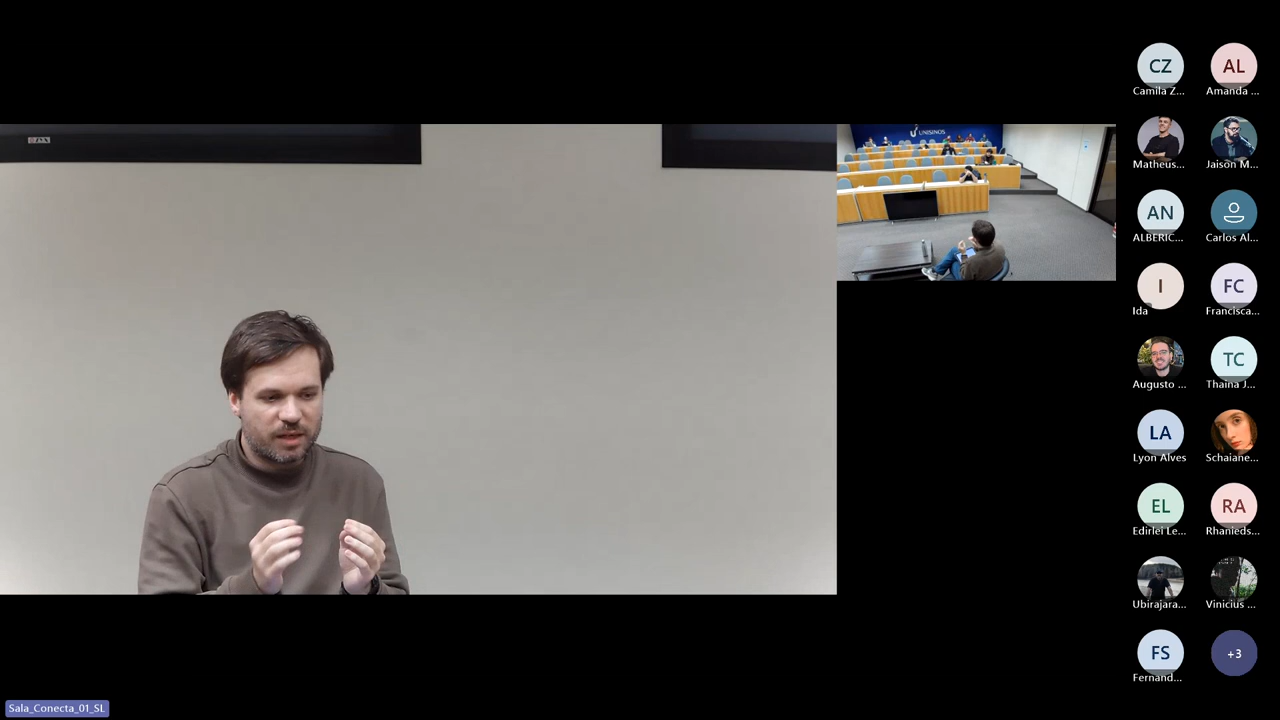 UNISINOS
CZ
Camila Z...
AL
Amanda ...
Matheus...
Jaison M...
AN
ALBERIC...
Carlos Al...
I
Ida
FC
Francisca...
Augusto ...
TC
Thaina J...
LA
Lyon Alves
Schaiane...
EL
Edirlei Le...
RA
Rhanieds...
Ubirajara...
Vinicius ...
FS
Fernand...
+3
Sala_Conecta_01_SL